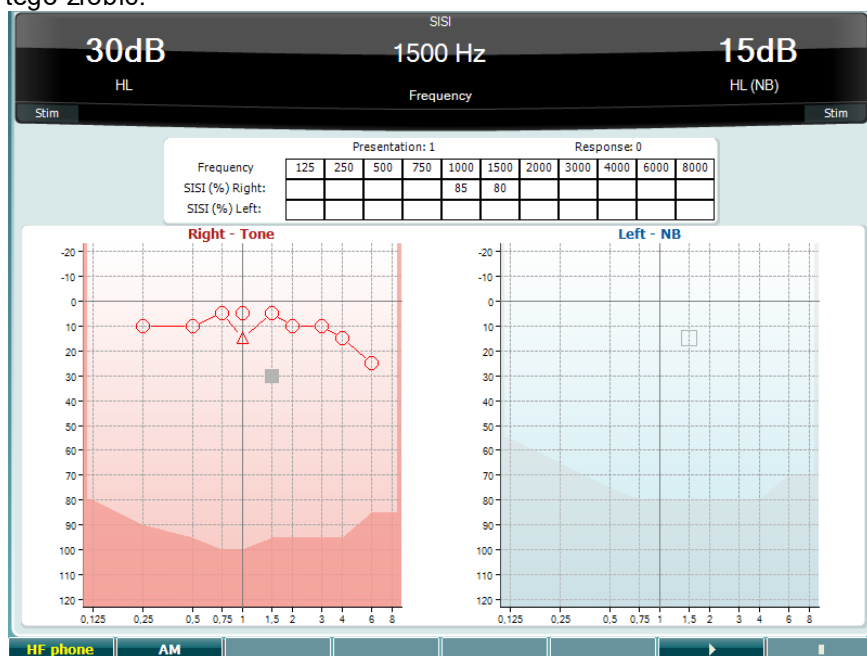 tego zrobić.
SISI
30dB 1500 Hz 15dB
HL Frequency HL (NB)
Stim Stim
Presentation: 1 Response: 0
Frequency 125 250 500 750 1000 1500 2000 3000 4000 6000 8000
SISI (%) Right: 85 80
SISI (%) Left:
Right - Tone Left - NB
-20 -20
-10 -10
0 0
10 10
20 20
30 30
40 40
50 50
60 60
70 70
80 80
90 90
100 100
110 110
120 120
0,125 0,25 0,5 0,75 1 1,5 2 3 4 6 8 0,125 0,25 0,5 0,75 1 1,5 2 3 4 6 8
HF phone AM